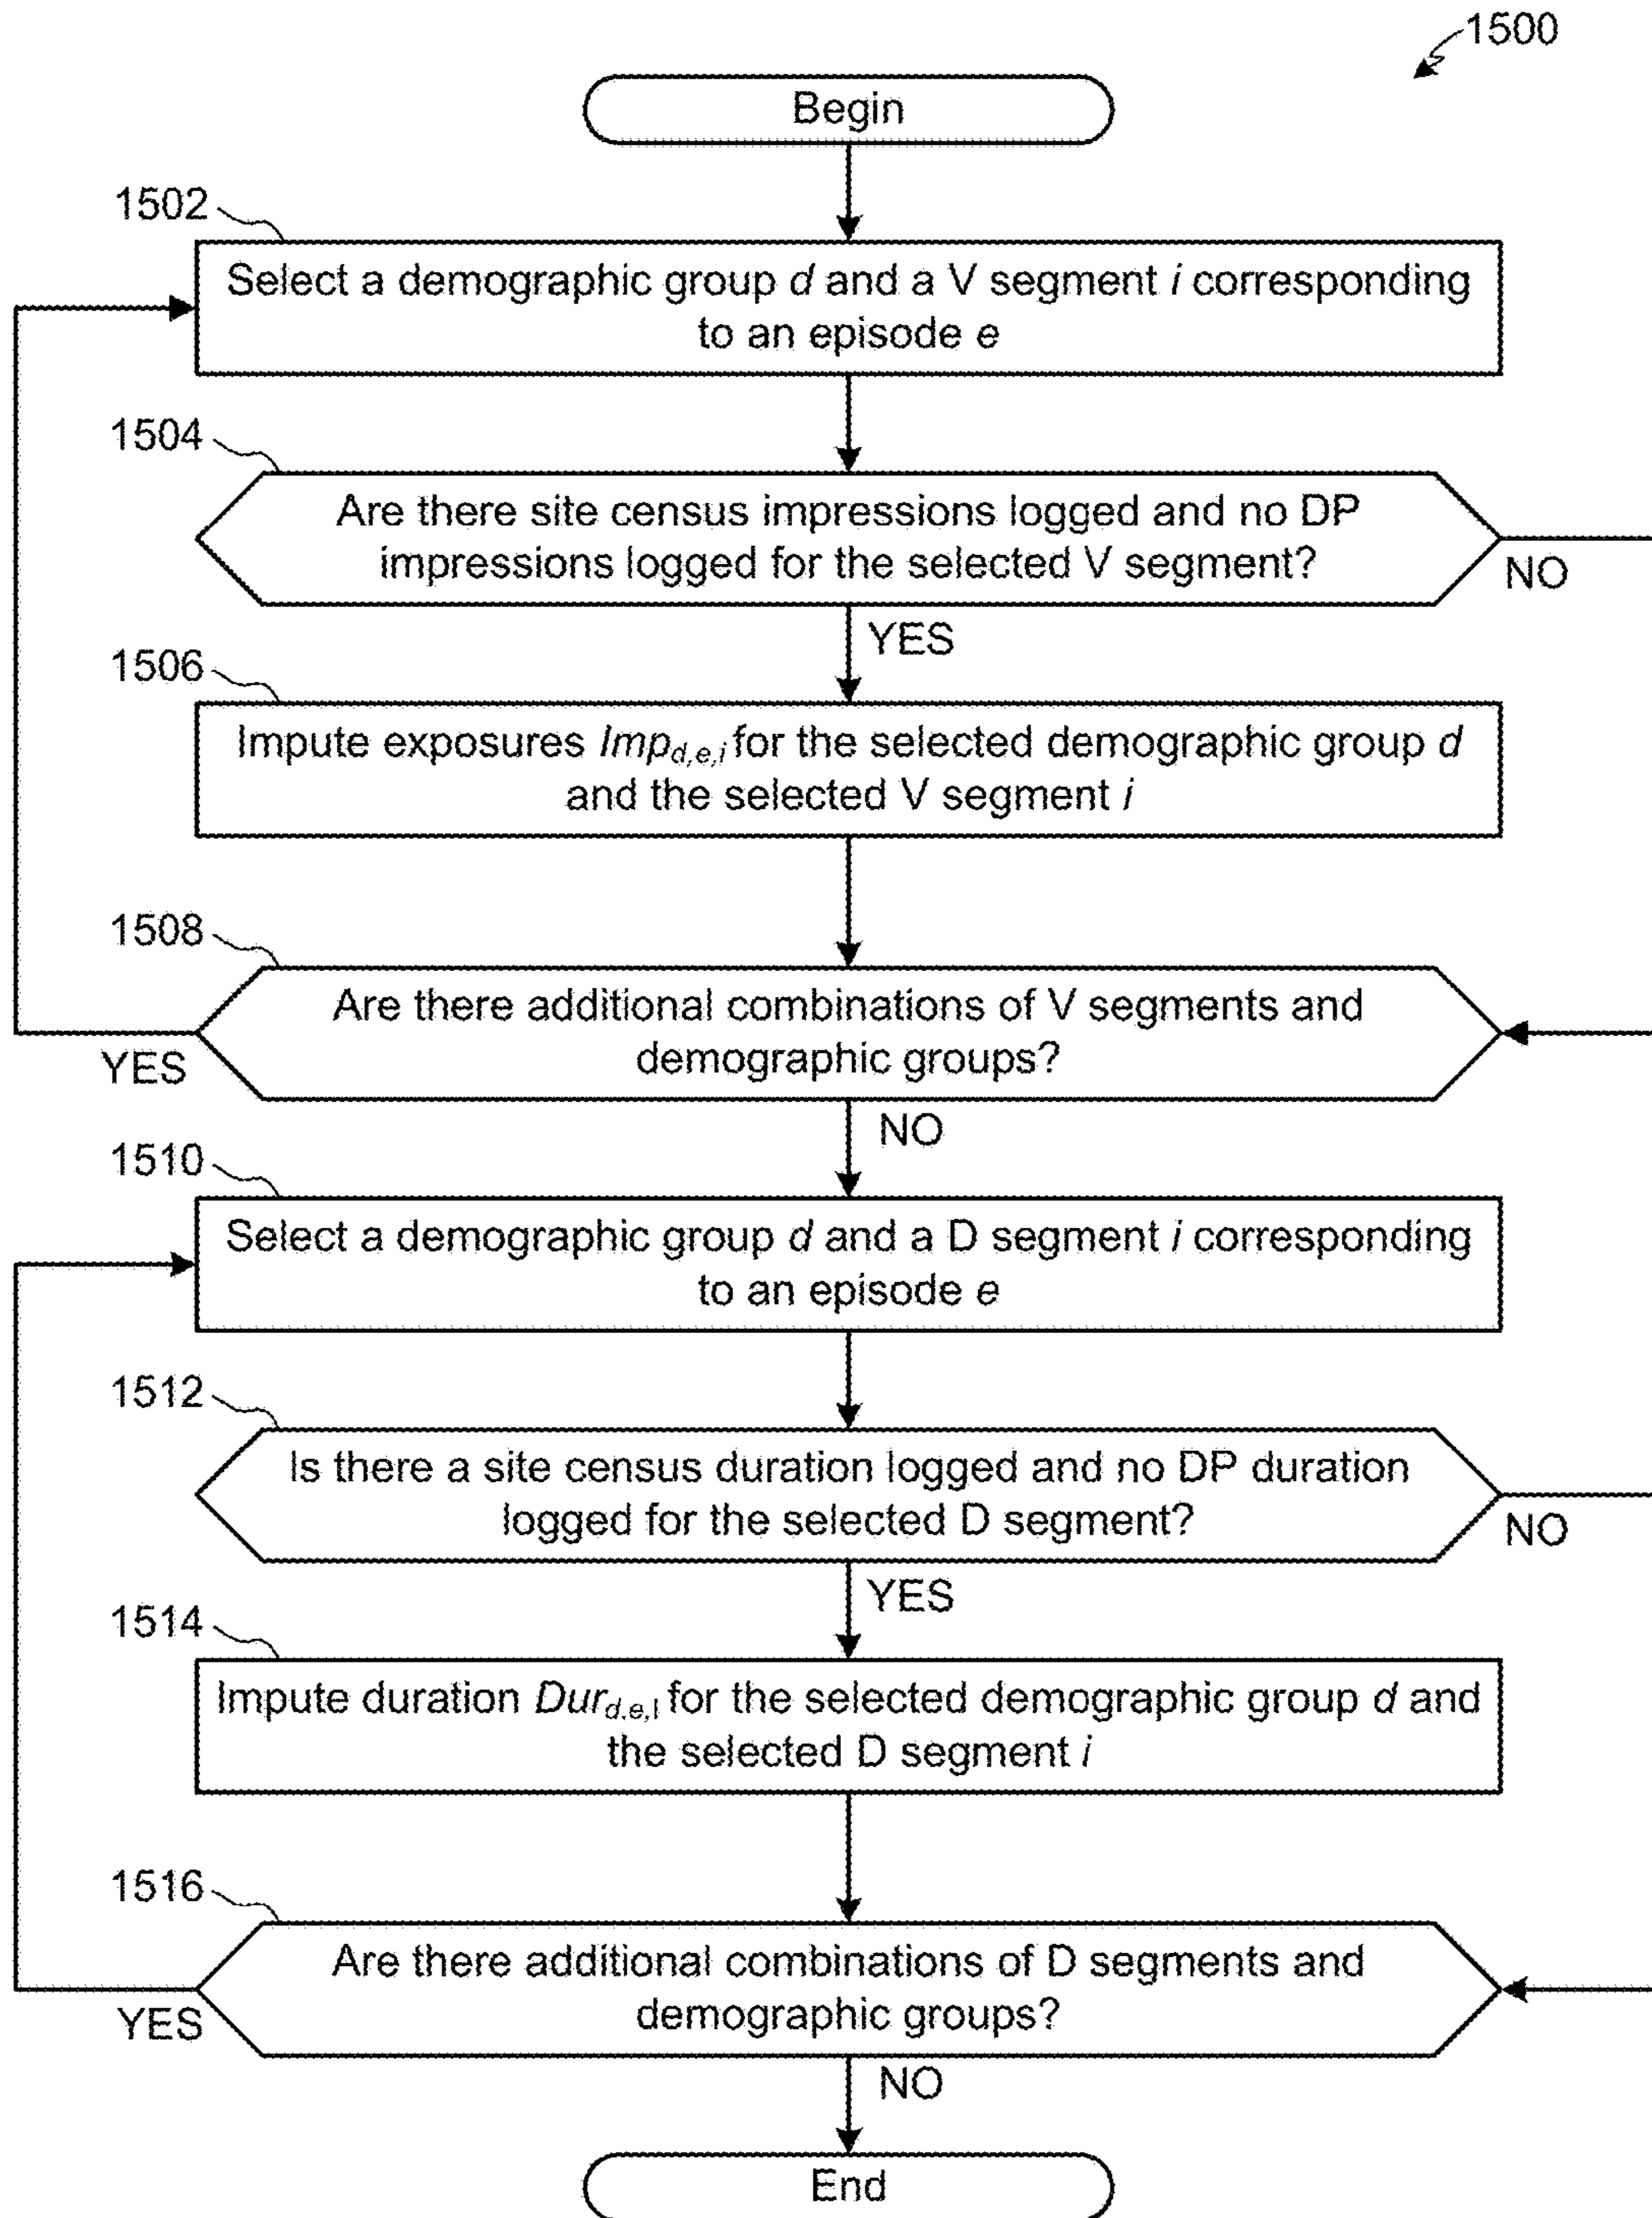 1500
Begin
1502
Select a demographic group d and a V segment i corresponding
to an episode e
1504
Are there site census impressions logged and no DP
impressions logged for the selected V segment?
NO
YES
1506
Impute exposures Imp_{d,e,i} for the selected demographic group d
and the selected V segment i
1508
Are there additional combinations of V segments and
demographic groups?
YES
NO
1510
Select a demographic group d and a D segment i corresponding
to an episode e
1512
Is there a site census duration logged and no DP duration
logged for the selected D segment?
NO
YES
1514
Impute duration Dur_{d.e,I} for the selected demographic group d and
the selected D segment i
1516
Are there additional combinations of D segments and
demographic groups?
YES
NO
End